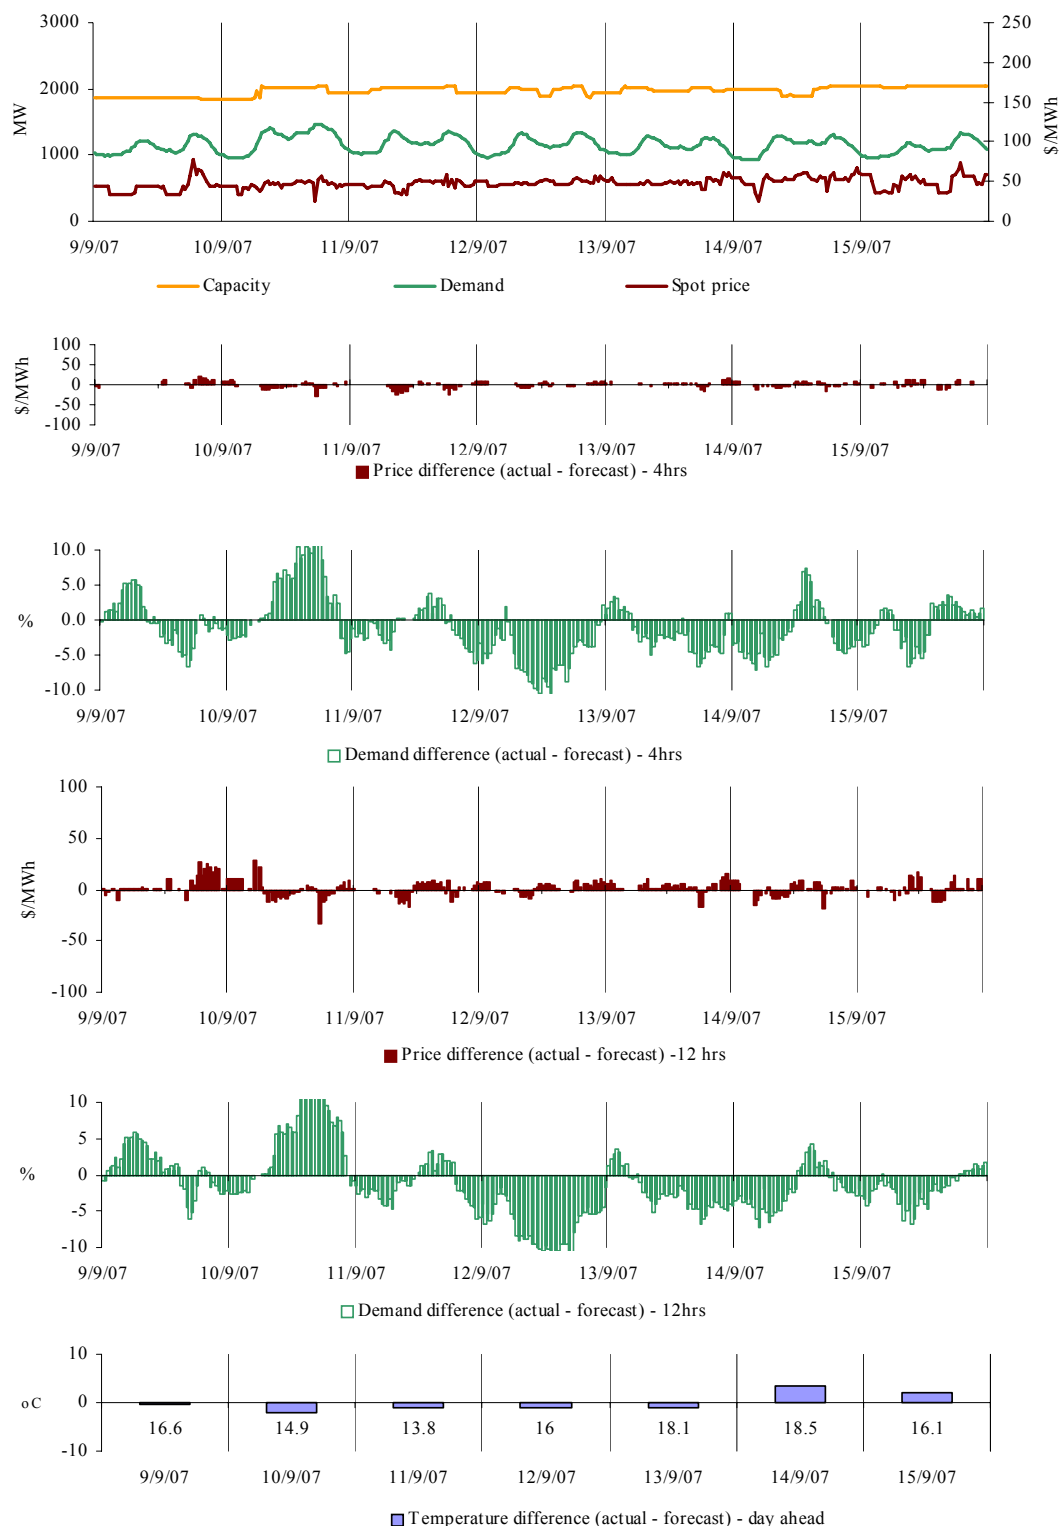 3000
2000
1000
0
MW
250
200
150
100
50
0
$/MWh
9/9/07 10/9/07 11/9/07 12/9/07 13/9/07 14/9/07 15/9/07
Capacity Demand Spot price
100
50
0
-50
-100
$/MWh
9/9/07 10/9/07 11/9/07 12/9/07 13/9/07 14/9/07 15/9/07
Price difference (actual - forecast) - 4hrs
10.0
5.0
0.0
-5.0
-10.0
%
9/9/07 10/9/07 11/9/07 12/9/07 13/9/07 14/9/07 15/9/07
Demand difference (actual - forecast) - 4hrs
100
50
0
-50
-100
$/MWh
9/9/07 10/9/07 11/9/07 12/9/07 13/9/07 14/9/07 15/9/07
Price difference (actual - forecast) -12 hrs
10
5
0
-5
-10
%
9/9/07 10/9/07 11/9/07 12/9/07 13/9/07 14/9/07 15/9/07
Demand difference (actual - forecast) - 12hrs
10
0
-10
oC
16.6 14.9 13.8 16 18.1 18.5 16.1
9/9/07 10/9/07 11/9/07 12/9/07 13/9/07 14/9/07 15/9/07
Temperature difference (actual - forecast) - day ahead